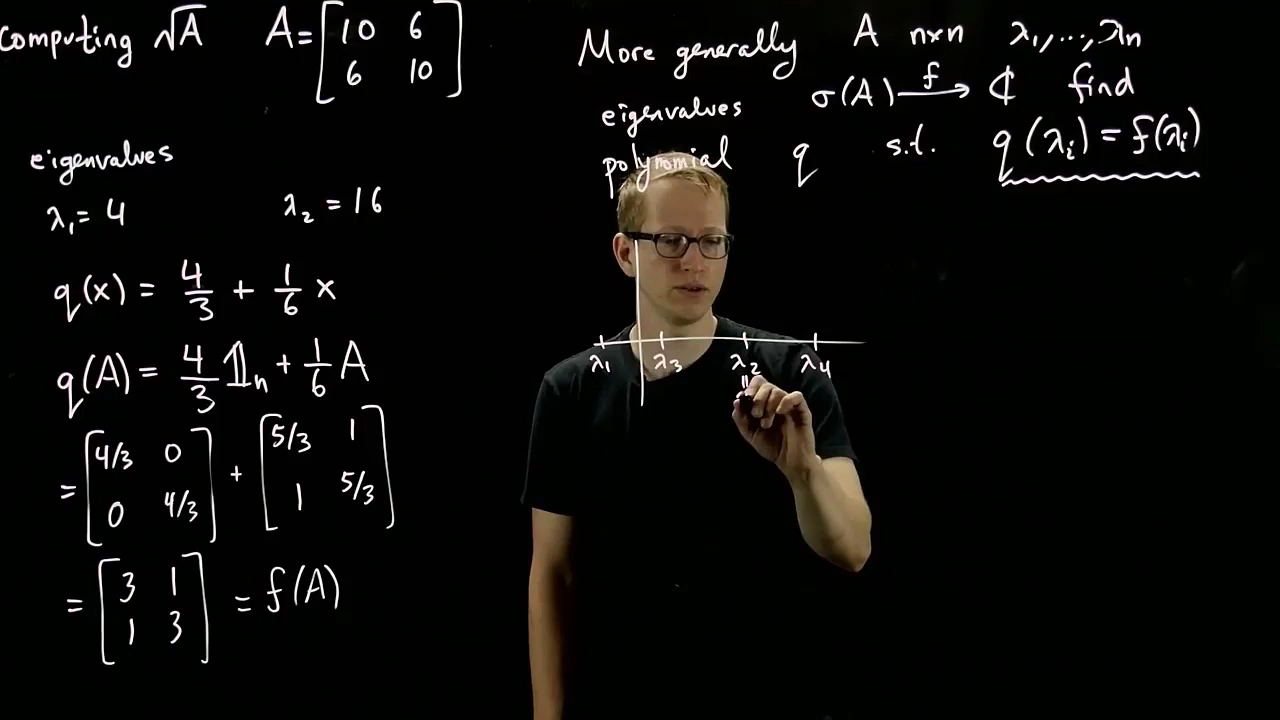 computing √A A = [10 6
6 10]
eigenvalues
λ₁ = 4 λ₂ = 16
q(x) = 4/3 + 1/6 x
q(A) = 4/3 𝟙ₙ + 1/6 A
= [4/3 0
0 4/3] + [5/3 1
1 5/3]
= [3 1
1 3] = f(A)
More generally A n×n λ₁,...,λₙ
eigenvalues σ(A) —f→ ₵ find
polynomial q s.t. q(λᵢ) = f(λᵢ)
λ₁ λ₃ λ₂ λ₄